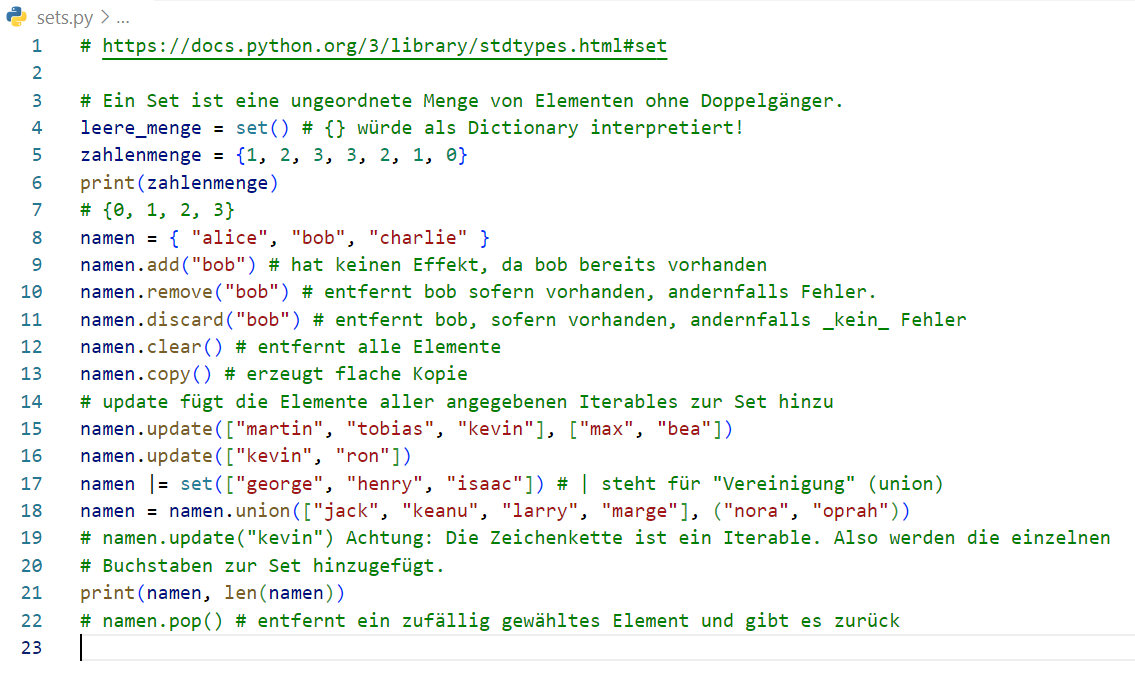 sets.py > ...
1 # https://docs.python.org/3/library/stdtypes.html#set
2
3 # Ein Set ist eine ungeordnete Menge von Elementen ohne Doppelgänger.
4 leere_menge = set() # {} würde als Dictionary interpretiert!
5 zahlenmenge = {1, 2, 3, 3, 2, 1, 0}
6 print(zahlenmenge)
7 # {0, 1, 2, 3}
8 namen = { "alice", "bob", "charlie" }
9 namen.add("bob") # hat keinen Effekt, da bob bereits vorhanden
10 namen.remove("bob") # entfernt bob sofern vorhanden, andernfalls Fehler.
11 namen.discard("bob") # entfernt bob, sofern vorhanden, andernfalls _kein_ Fehler
12 namen.clear() # entfernt alle Elemente
13 namen.copy() # erzeugt flache Kopie
14 # update fügt die Elemente aller angegebenen Iterables zur Set hinzu
15 namen.update(["martin", "tobias", "kevin"], ["max", "bea"])
16 namen.update(["kevin", "ron"])
17 namen |= set(["george", "henry", "isaac"]) # | steht für "Vereinigung" (union)
18 namen = namen.union(["jack", "keanu", "larry", "marge"], ("nora", "oprah"))
19 # namen.update("kevin") Achtung: Die Zeichenkette ist ein Iterable. Also werden die einzelnen
20 # Buchstaben zur Set hinzugefügt.
21 print(namen, len(namen))
22 # namen.pop() # entfernt ein zufällig gewähltes Element und gibt es zurück
23